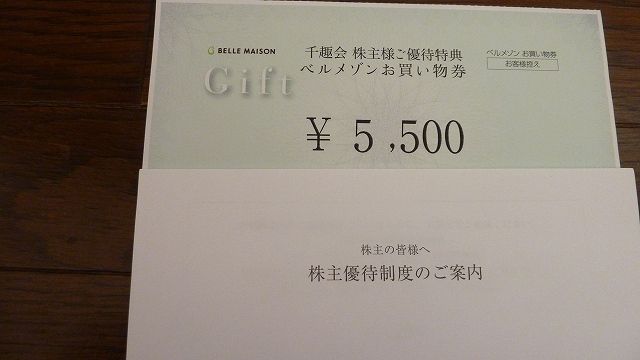 BELLE MAISON
Gift
千趣会 株主様ご優待特典
ベルメゾンお買い物券
ベルメゾン お買い物券
お客様控え
¥ 5,500
株主の皆様へ
株主優待制度のご案内